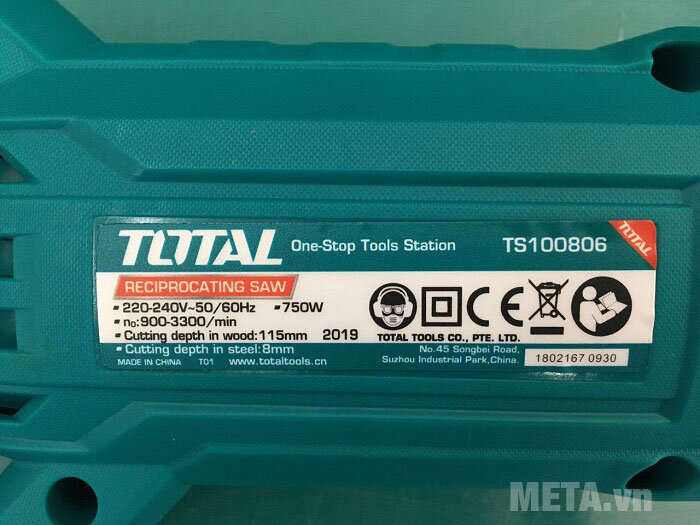 TOTAL One-Stop Tools Station TS100806 TOTAL
RECIPROCATING SAW
• 220-240V~50/60Hz • 750W
• n₀:900-3300/min
• Cutting depth in wood:115mm 2019
• Cutting depth in steel:8mm
MADE IN CHINA T01 www.totaltools.cn
CE
TOTAL TOOLS CO., PTE. LTD.
No.45 Songbei Road,
Suzhou Industrial Park,China.
1802167 0930
META.vn